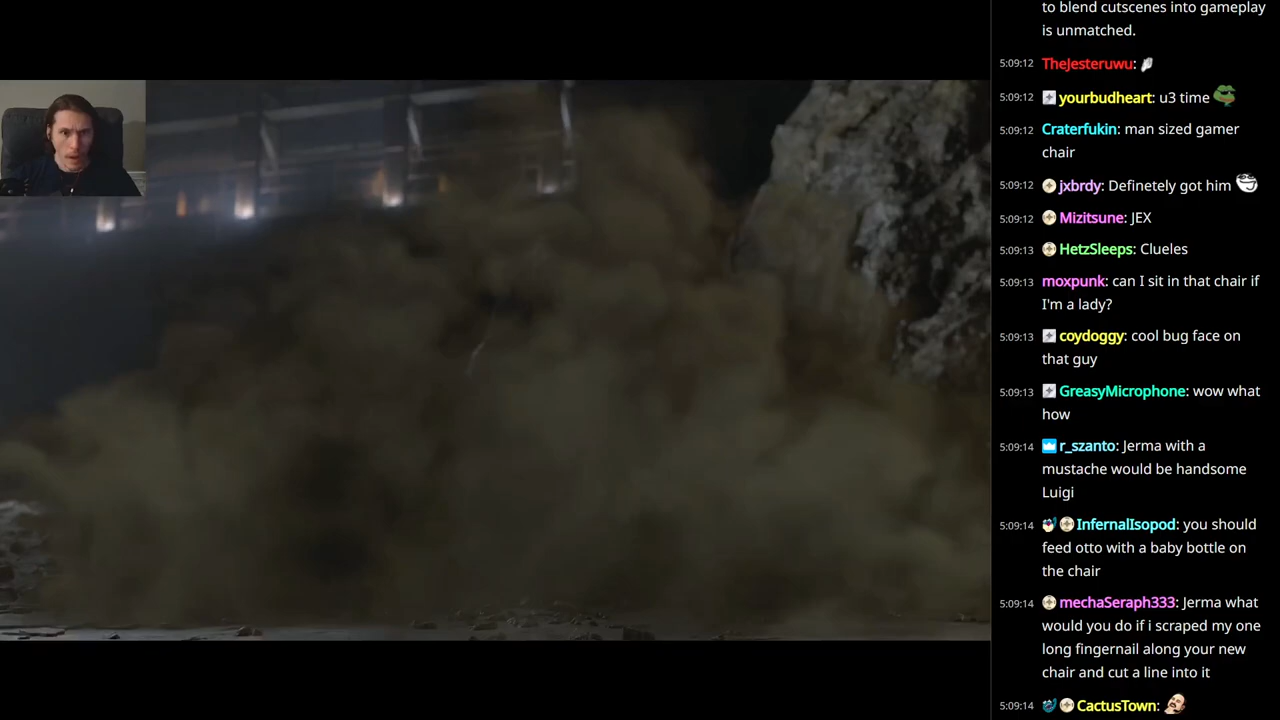 to blend cutscenes into gameplay
is unmatched.
5:09:12 TheJesteruwu:
5:09:12 yourbudheart: u3 time
5:09:12 Craterfukin: man sized gamer
chair
5:09:12 jxbrdy: Definetely got him
5:09:12 Mizitsune: JEX
5:09:13 HetzSleeps: Clueles
5:09:13 moxpunk: can I sit in that chair if
I'm a lady?
5:09:13 coydoggy: cool bug face on
that guy
5:09:13 GreasyMicrophone: wow what
how
5:09:14 r_szanto: Jerma with a
mustache would be handsome
Luigi
5:09:14 InfernalIsopod: you should
feed otto with a baby bottle on
the chair
5:09:14 mechaSeraph333: Jerma what
would you do if i scraped my one
long fingernail along your new
chair and cut a line into it
5:09:14 CactusTown: